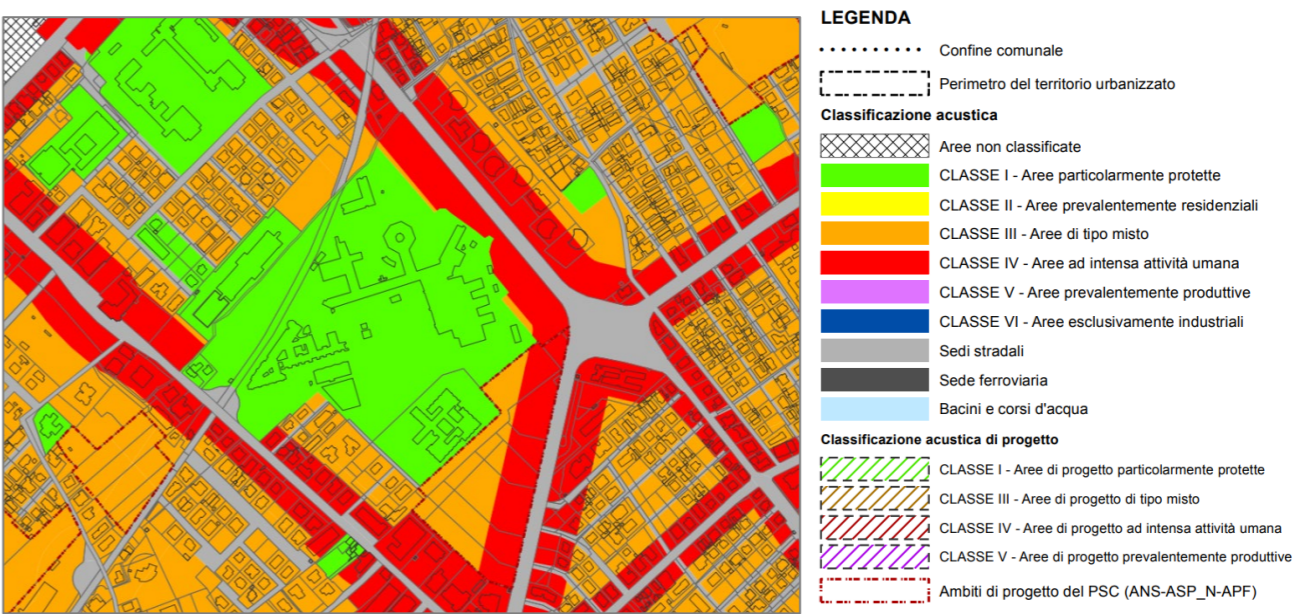 LEGENDA
Confine comunale
Perimetro del territorio urbanizzato
Classificazione acustica
Aree non classificate
CLASSE I - Aree particolarmente protette
CLASSE II - Aree prevalentemente residenziali
CLASSE III - Aree di tipo misto
CLASSE IV - Aree ad intensa attività umana
CLASSE V - Aree prevalentemente produttive
CLASSE VI - Aree esclusivamente industriali
Sedi stradali
Sede ferroviaria
Bacini e corsi d'acqua
Classificazione acustica di progetto
CLASSE I - Aree di progetto particolarmente protette
CLASSE III - Aree di progetto di tipo misto
CLASSE IV - Aree di progetto ad intensa attività umana
CLASSE V - Aree di progetto prevalentemente produttive
Ambiti di progetto del PSC (ANS-ASP_N-APF)